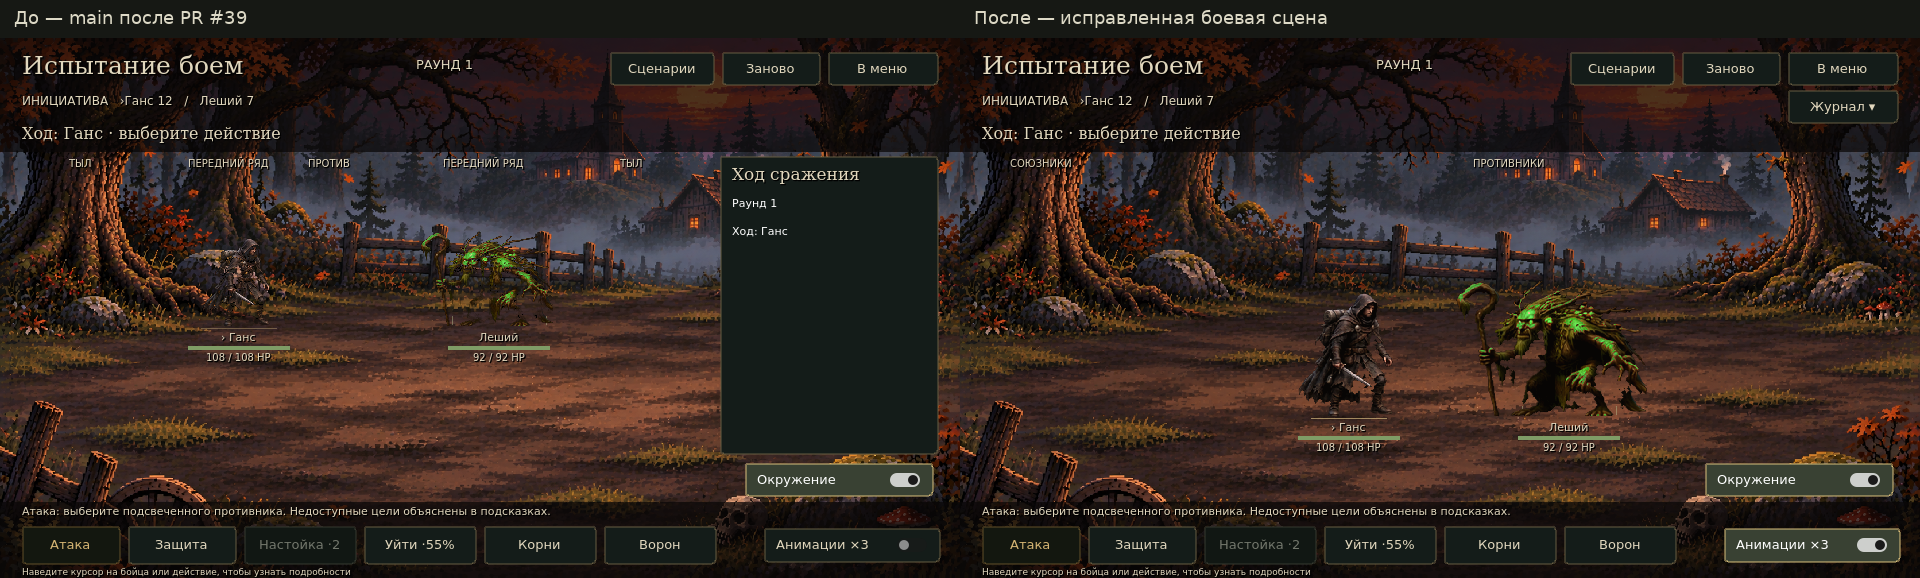 До — main после PR #39
Испытание боем
РАУНД 1
Сценарии
Заново
В меню
ИНИЦИАТИВА ›Ганс 12 / Леший 7
Ход: Ганс · выберите действие
ТЫЛ
ПЕРЕДНИЙ РЯД
ПРОТИВ
ПЕРЕДНИЙ РЯД
ТЫЛ
Ход сражения
Раунд 1
Ход: Ганс
› Ганс
108 / 108 HP
Леший
92 / 92 HP
Окружение
Атака: выберите подсвеченного противника. Недоступные цели объяснены в подсказках.
Атака
Защита
Настойка ·2
Уйти ·55%
Корни
Ворон
Анимации ×3
Наведите курсор на бойца или действие, чтобы узнать подробности
После — исправленная боевая сцена
Испытание боем
РАУНД 1
Сценарии
Заново
В меню
Журнал ▾
ИНИЦИАТИВА ›Ганс 12 / Леший 7
Ход: Ганс · выберите действие
СОЮЗНИКИ
ПРОТИВНИКИ
› Ганс
108 / 108 HP
Леший
92 / 92 HP
Окружение
Атака: выберите подсвеченного противника. Недоступные цели объяснены в подсказках.
Атака
Защита
Настойка ·2
Уйти ·55%
Корни
Ворон
Анимации ×3
Наведите курсор на бойца или действие, чтобы узнать подробности